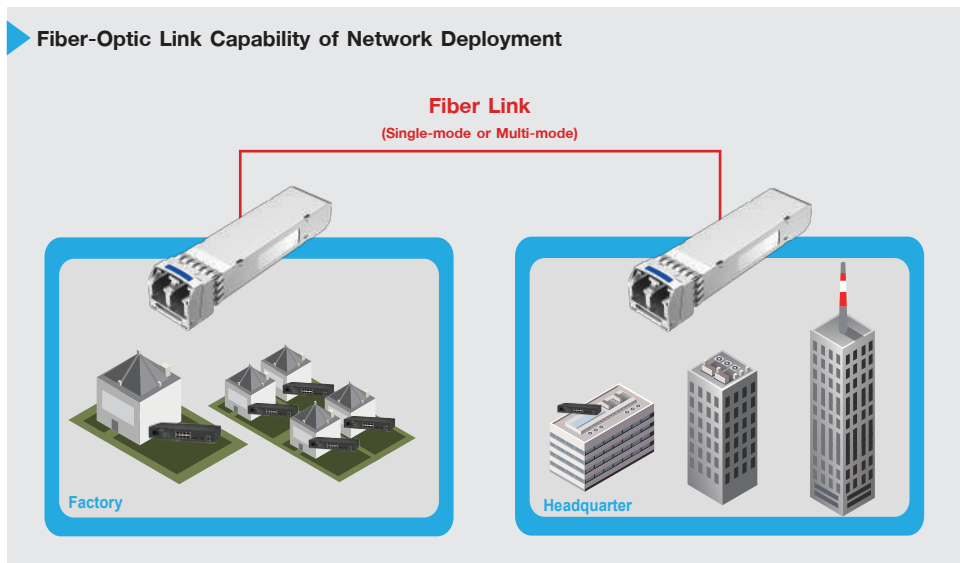 Fiber-Optic Link Capability of Network Deployment
Fiber Link
(Single-mode or Multi-mode)
Factory
Headquarter